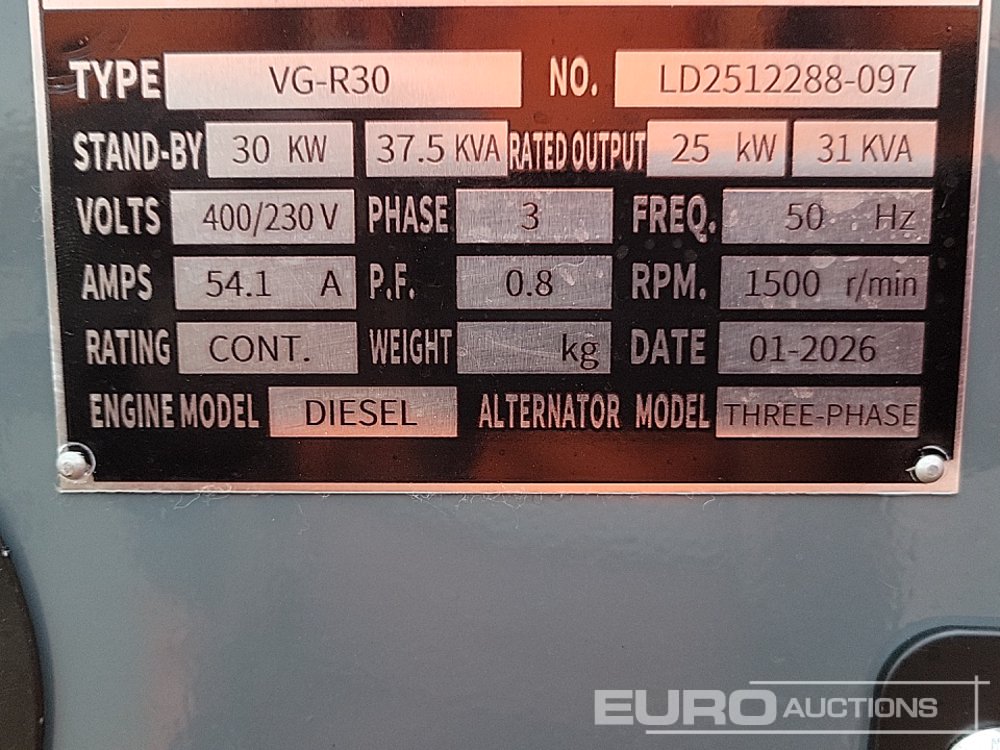 TYPE VG-R30 NO. LD2512288-097
STAND-BY 30 KW 37.5 KVA RATED OUTPUT 25 kW 31 KVA
VOLTS 400/230 V PHASE 3 FREQ. 50 Hz
AMPS 54.1 A P.F. 0.8 RPM. 1500 r/min
RATING CONT. WEIGHT kg DATE 01-2026
ENGINE MODEL DIESEL ALTERNATOR MODEL THREE-PHASE
EURO AUCTIONS